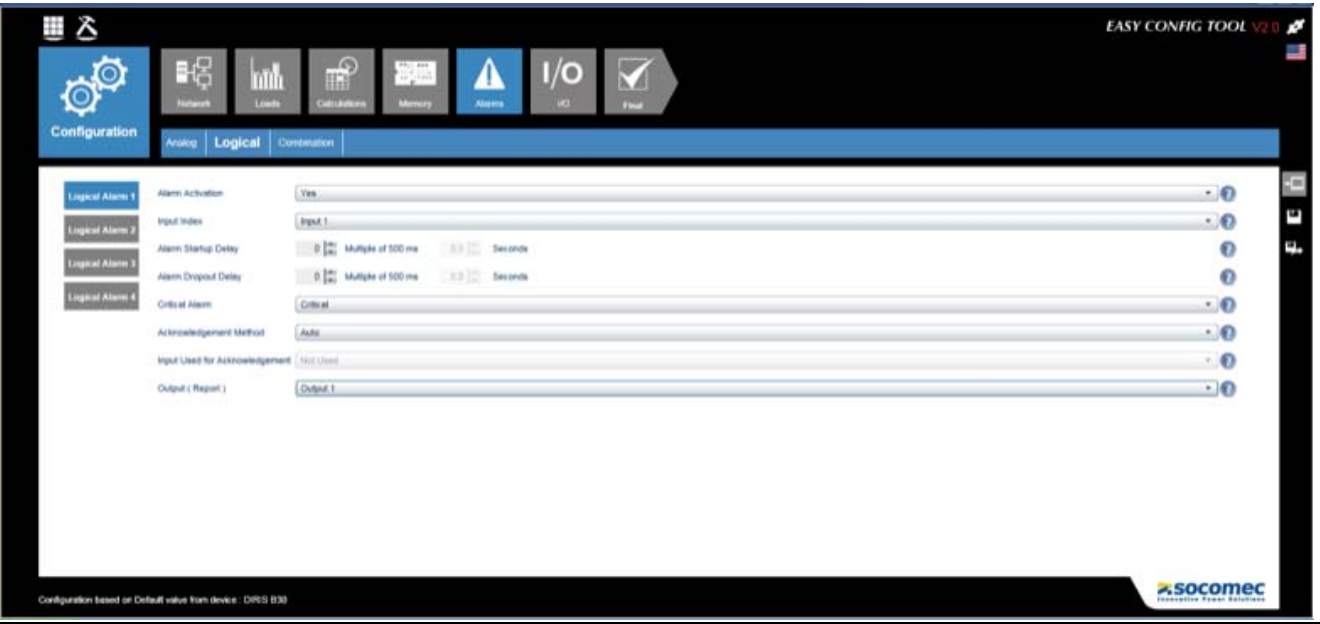 EASY CONFIG TOOL V2.0
Configuration
Network
Loads
Calculations
Memory
Alarms
I/O
I/O
Final
Analog
Logical
Combination
Logical Alarm 1
Logical Alarm 2
Logical Alarm 3
Logical Alarm 4
Alarm Activation
Yes
Input Index
Input 1
Alarm Startup Delay
0 Multiple of 500 ms
Seconds
Alarm Dropout Delay
0 Multiple of 500 ms
Seconds
Critical Alarm
Critical
Acknowledgement Method
Auto
Input Used for Acknowledgement
Not Used
Output ( Report )
Output 1
Configuration based on Default value from device : DIRIS B30
socomec
Innovative Power Solutions